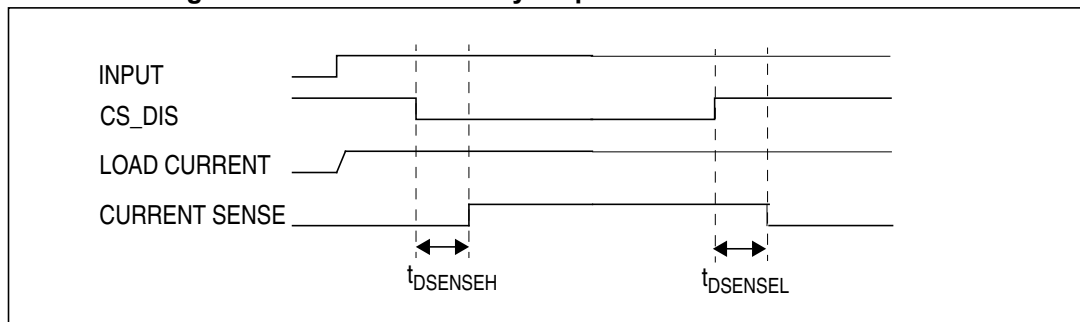 INPUT
CS_DIS
LOAD CURRENT
CURRENT SENSE
tDSENSEH
tDSENSEL